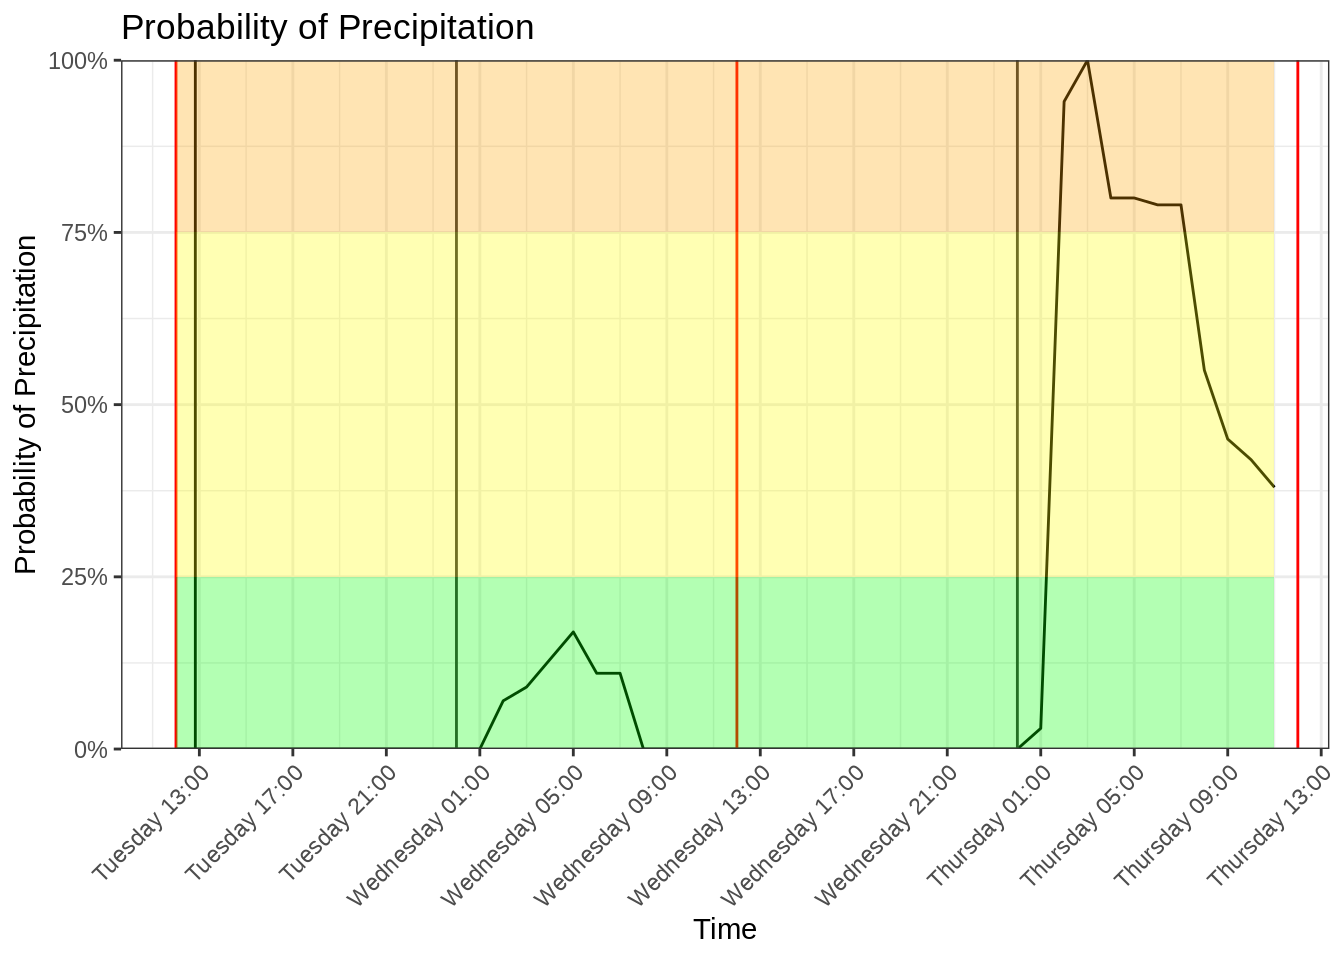 Probability of Precipitation
Probability of Precipitation
100%
75%
50%
25%
0%
Tuesday 13:00
Tuesday 17:00
Tuesday 21:00
Wednesday 01:00
Wednesday 05:00
Wednesday 09:00
Wednesday 13:00
Wednesday 17:00
Wednesday 21:00
Thursday 01:00
Thursday 05:00
Thursday 09:00
Thursday 13:00
Time